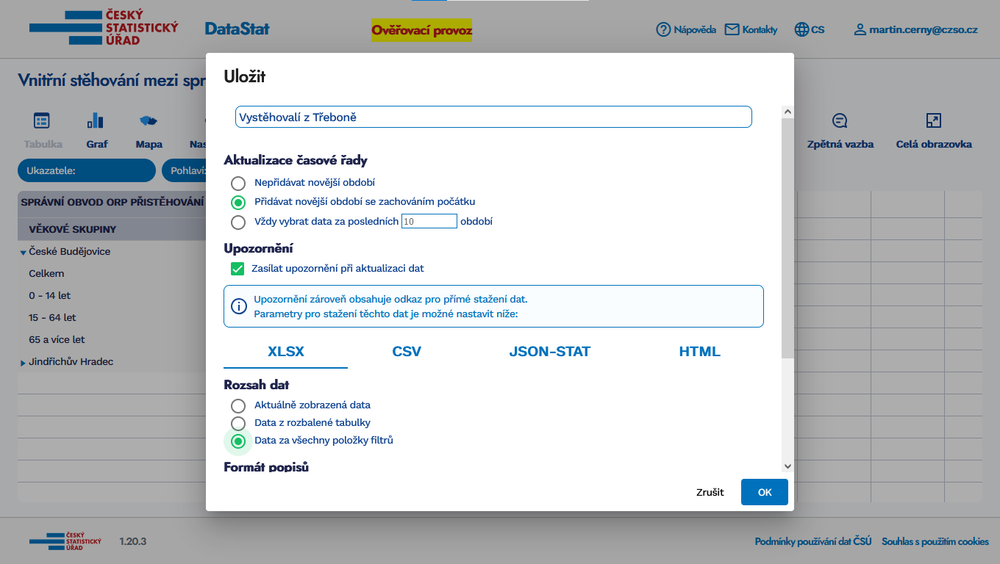 ČESKÝ
STATISTICKÝ
ÚŘAD
DataStat
Ověřovací provoz
Nápověda
Kontakty
CS
martin.cerny@czso.cz
Vnitřní stěhování mezi
Tabulka
Graf
Mapa
Zpětná vazba
Celá obrazovka
Ukazatele:
Pohlaví:
SPRÁVNÍ OBVOD ORP PŘISTĚHOVÁNÍ
VĚKOVÉ SKUPINY
České Budějovice
Celkem
0 - 14 let
15 - 64 let
65 a více let
Jindřichův Hradec
Uložit
Vystěhovalí z Třeboně
Aktualizace časové řady
Nepřidávat novější období
Přidávat novější období se zachováním počátku
Vždy vybrat data za posledních 10 období
Upozornění
Zasílat upozornění při aktualizaci dat
Upozornění zároveň obsahuje odkaz pro přímé stažení dat.
Parametry pro stažení těchto dat je možné nastavit níže:
XLSX
CSV
JSON-STAT
HTML
Rozsah dat
Aktuálně zobrazená data
Data z rozbalené tabulky
Data za všechny položky filtrů
Formát popisů
Zrušit
OK
ČESKÝ
STATISTICKÝ
ÚŘAD
1.20.3
Podmínky používání dat ČSÚ
Souhlas s použitím cookies